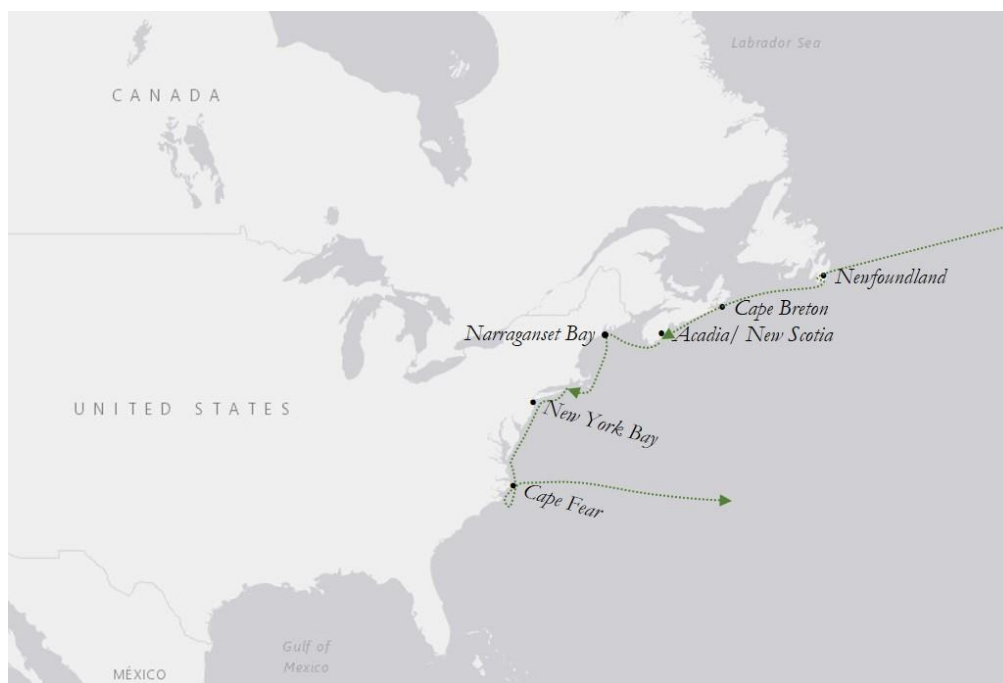 Labrador Sea
CANADA
Newfoundland
Cape Breton
Narraganset Bay
Acadia/ New Scotia
UNITED STATES
New York Bay
Cape Fear
Gulf of
Mexico
MÉXICO